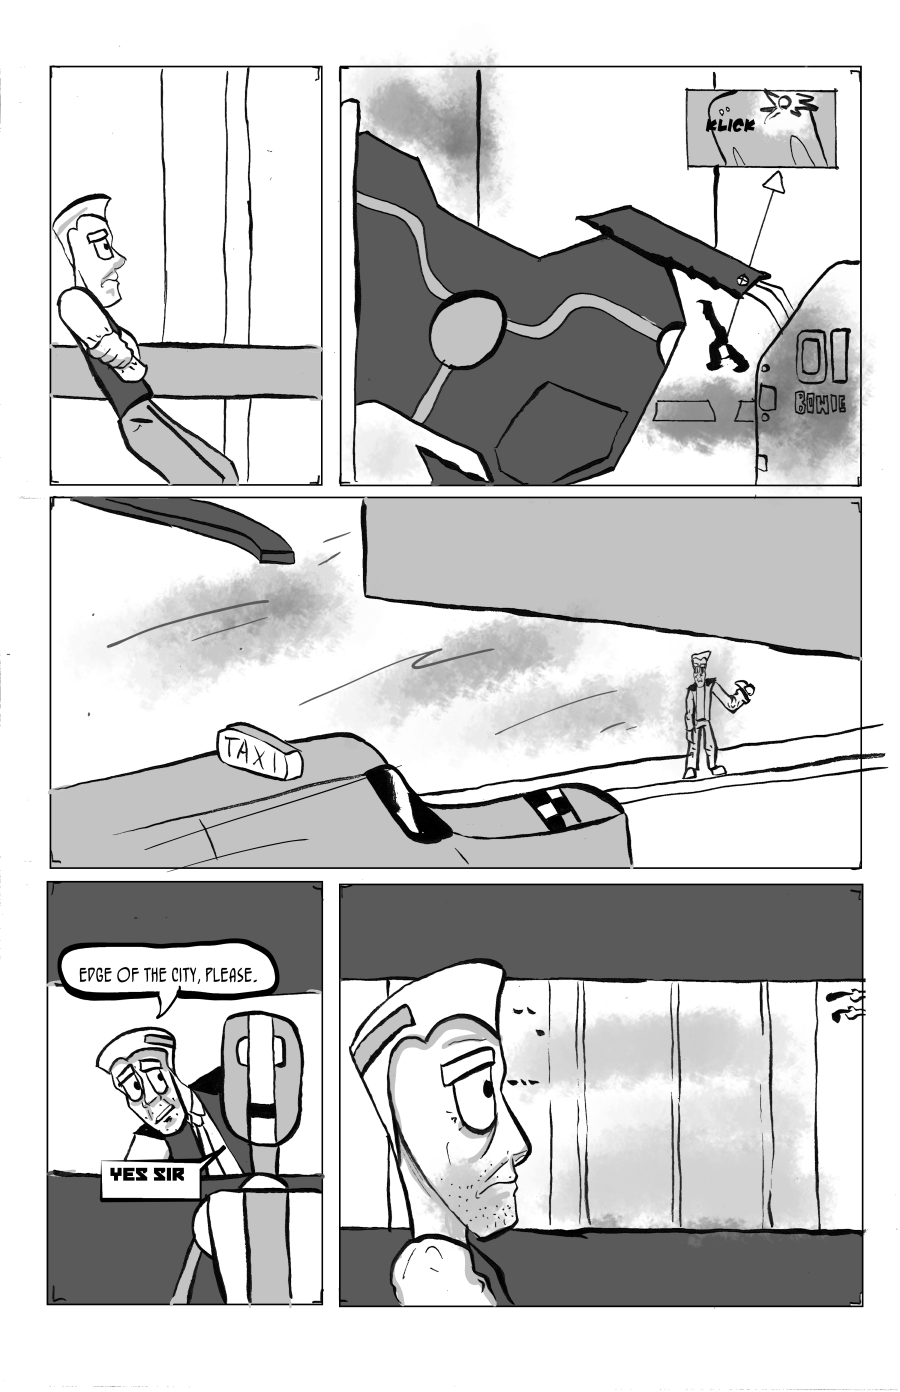 KLICK
01
BOWIE
TAXI
EDGE OF THE CITY, PLEASE.
YES SIR